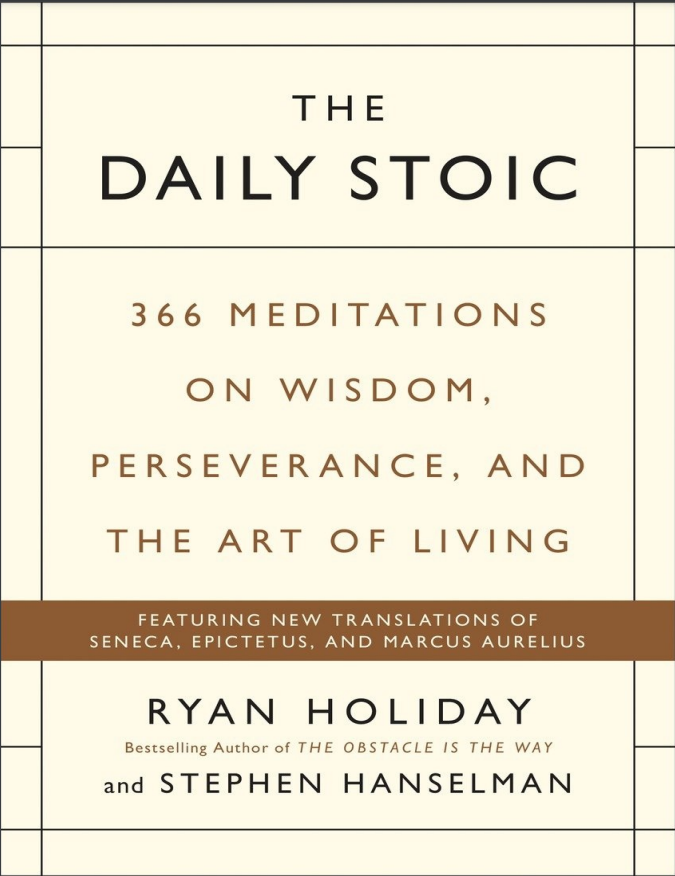 THE
DAILY STOIC
366 MEDITATIONS
ON WISDOM,
PERSEVERANCE, AND
THE ART OF LIVING
FEATURING NEW TRANSLATIONS OF
SENECA, EPICTETUS, AND MARCUS AURELIUS
RYAN HOLIDAY
Bestselling Author of THE OBSTACLE IS THE WAY
and STEPHEN HANSELMAN